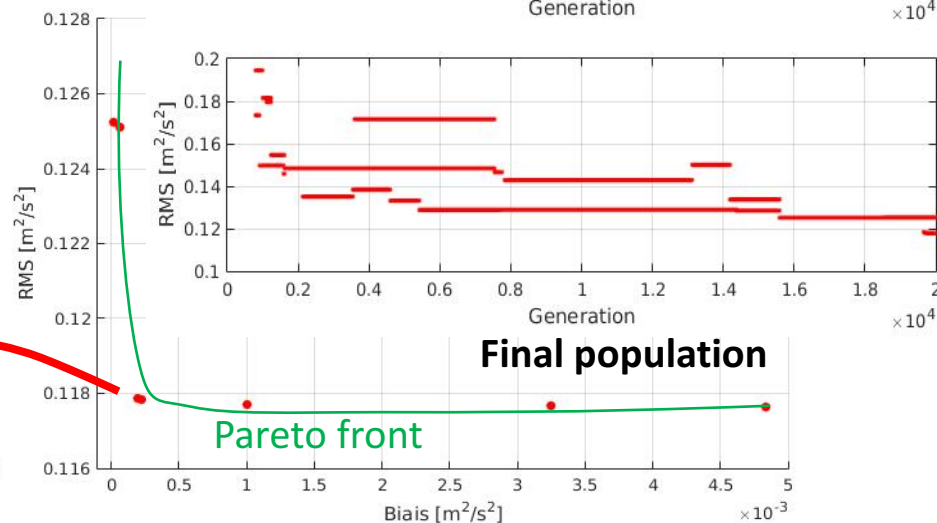 Generation
×10⁴
0.128
0.126
0.124
0.122
0.12
0.118
0.116
RMS [m²/s²]
0.2
0.18
0.16
0.14
0.12
0.1
RMS [m²/s²]
0 0.2 0.4 0.6 0.8 1 1.2 1.4 1.6 1.8 20
Generation
×10⁴
Final population
Pareto front
0 0.5 1 1.5 2 2.5 3 3.5 4 4.5 5
Biais [m²/s²]
×10⁻³